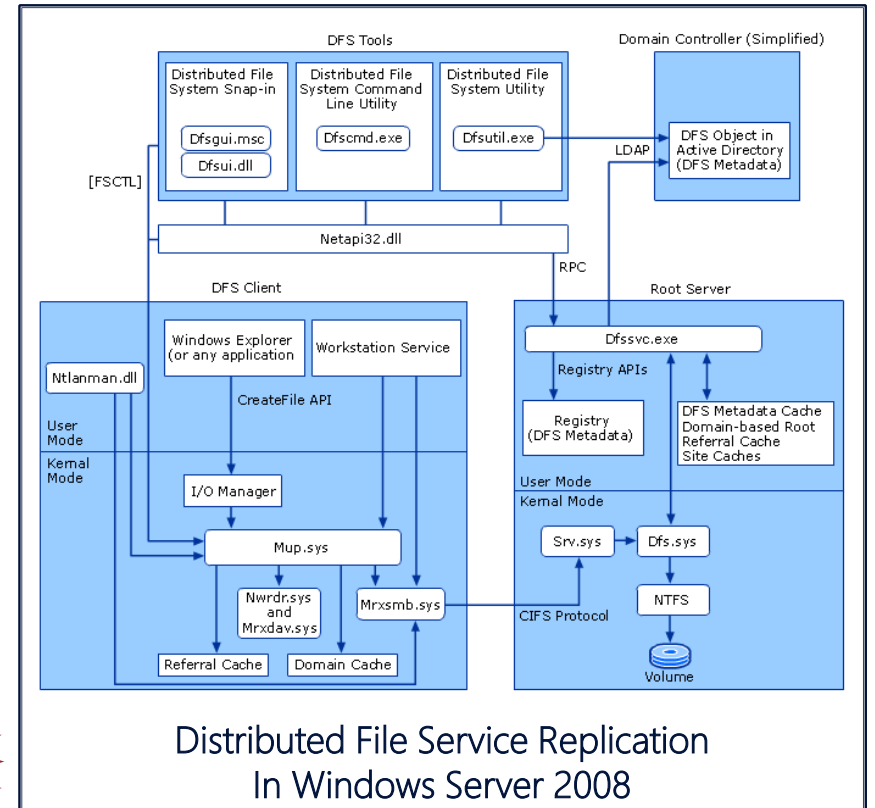 DFS Tools
Domain Controller (Simplified)
Distributed File
System Snap-in
Dfsgui.msc
Dfsui.dll
Distributed File
System Command
Line Utility
Dfscmd.exe
Distributed File
System Utility
Dfsutil.exe
LDAP
DFS Object in
Active Directory
(DFS Metadata)
[FSCTL]
Netapi32.dll
RPC
DFS Client
Root Server
Windows Explorer
(or any application
Workstation Service
Ntlanman.dll
CreateFile API
User
Mode
Kernal
Mode
I/O Manager
Mup.sys
Nwrdr.sys
and
Mrxdav.sys
Mrxsmb.sys
Referral Cache
Domain Cache
Dfssvc.exe
Registry APIs
Registry
(DFS Metadata)
DFS Metadata Cache
Domain-based Root
Referral Cache
Site Caches
User Mode
Kernal Mode
Srv.sys
Dfs.sys
CIFS Protocol
NTFS
Volume
Distributed File Service Replication
In Windows Server 2008